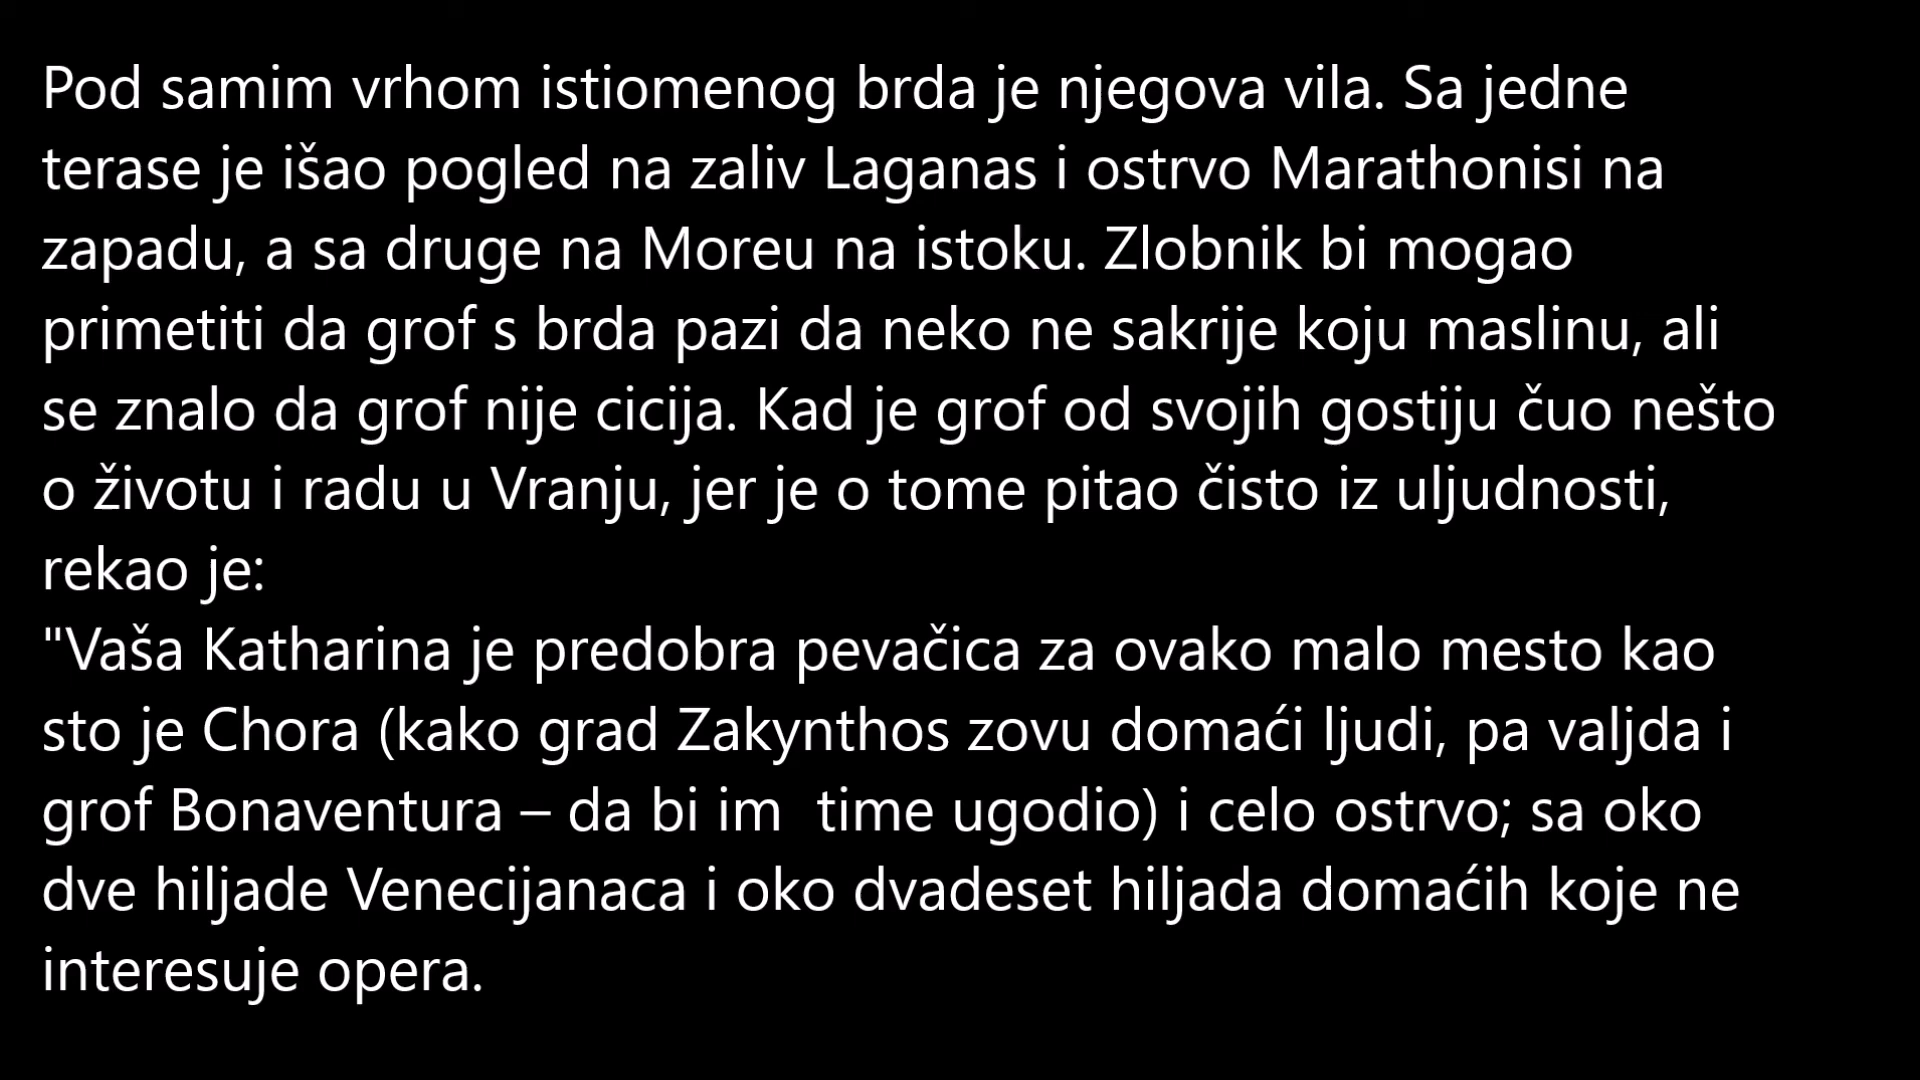 Pod samim vrhom istiomenog brda je njegova vila. Sa jedne
terase je išao pogled na zaliv Laganas i ostrvo Marathonisi na
zapadu, a sa druge na Moreu na istoku. Zlobnik bi mogao
primetiti da grof s brda pazi da neko ne sakrije koju maslinu, ali
se znalo da grof nije cicija. Kad je grof od svojih gostiju čuo nešto
o životu i radu u Vranju, jer je o tome pitao čisto iz uljudnosti,
rekao je:
"Vaša Katharina je predobra pevačica za ovako malo mesto kao
sto je Chora (kako grad Zakynthos zovu domaći ljudi, pa valjda i
grof Bonaventura – da bi im  time ugodio) i celo ostrvo; sa oko
dve hiljade Venecijanaca i oko dvadeset hiljada domaćih koje ne
interesuje opera.